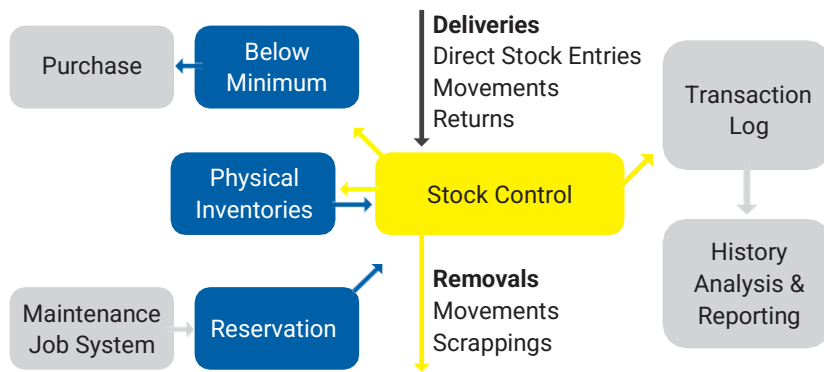 Purchase
Below
Minimum
Deliveries
Direct Stock Entries
Movements
Returns
Transaction
Log
Physical
Inventories
Stock Control
History
Analysis &
Reporting
Maintenance
Job System
Reservation
Removals
Movements
Scrappings